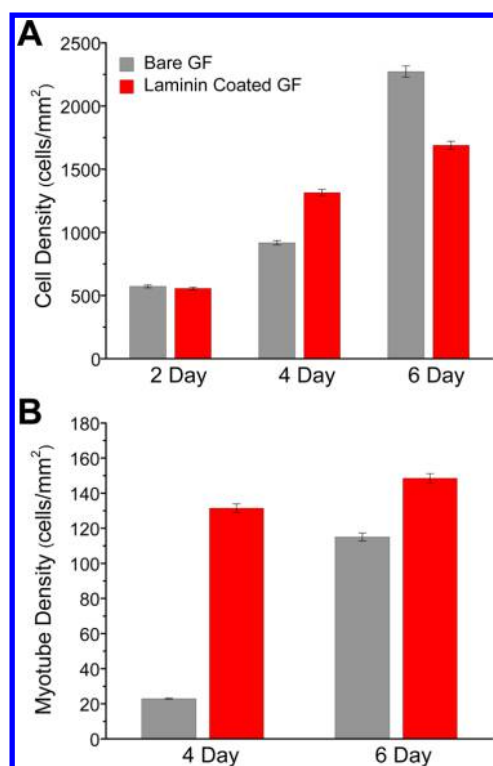 A
Bare GF
Laminin Coated GF
2500
2000
1500
1000
500
0
Cell Density (cells/mm²)
2 Day 4 Day 6 Day
B
180
160
140
120
100
80
60
40
20
0
Myotube Density (cells/mm²)
4 Day 6 Day